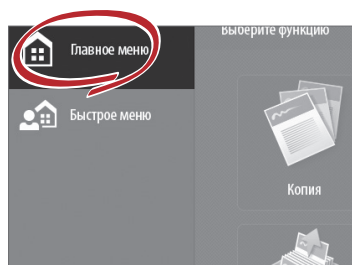 Выберите функцию
Главное меню
Быстрое меню
Копия